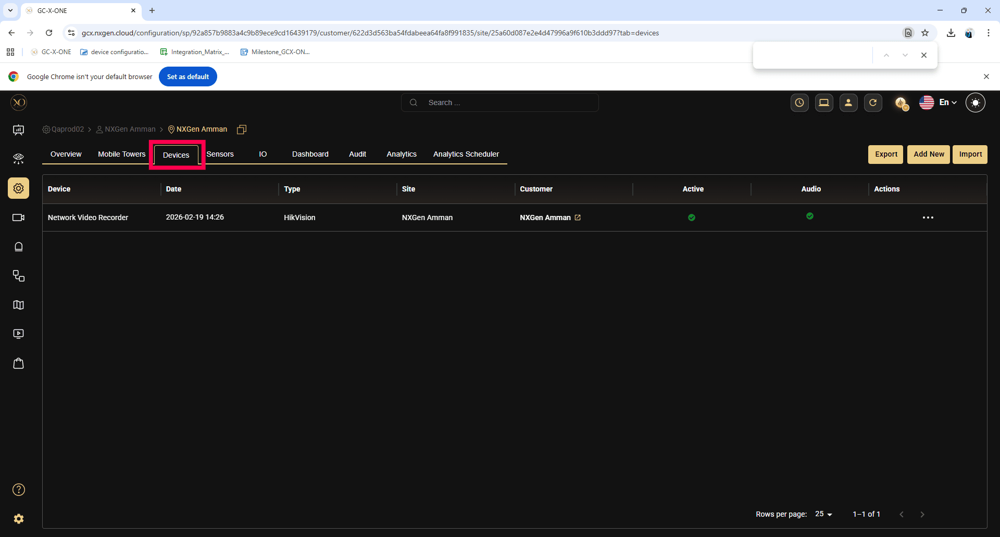 GC-X-ONE
gcx.nxgen.cloud/configuration/sp/92a857b9883a4c9b89ece9cd16439179/customer/622d3d563ba54fdabeea64fa8f991835/site/25a60d087e2e4d47996a9f610b3ddd97?tab=devices
GC-X-ONE device configuratio... Integration_Matrix_... Milestone_GCX-ON...
Google Chrome isn't your default browser Set as default
XO Search ... En
Qaprod02 > NXGen Amman > NXGen Amman
Overview Mobile Towers Devices Sensors IO Dashboard Audit Analytics Analytics Scheduler Export Add New Import
Device Date Type Site Customer Active Audio Actions
Network Video Recorder 2026-02-19 14:26 HikVision NXGen Amman NXGen Amman
Rows per page: 25 1–1 of 1